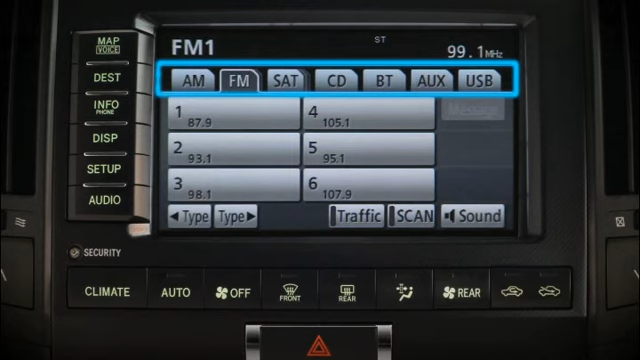 MAP
VOICE
DEST
INFO
PHONE
DISP
SETUP
AUDIO
FM1
ST
99.1MHz
AM FM SAT CD BT AUX USB
1 87.9
4 105.1
Message
2 93.1
5 95.1
3 98.1
6 107.9
Type Type Traffic SCAN Sound
SECURITY
CLIMATE AUTO OFF FRONT REAR REAR